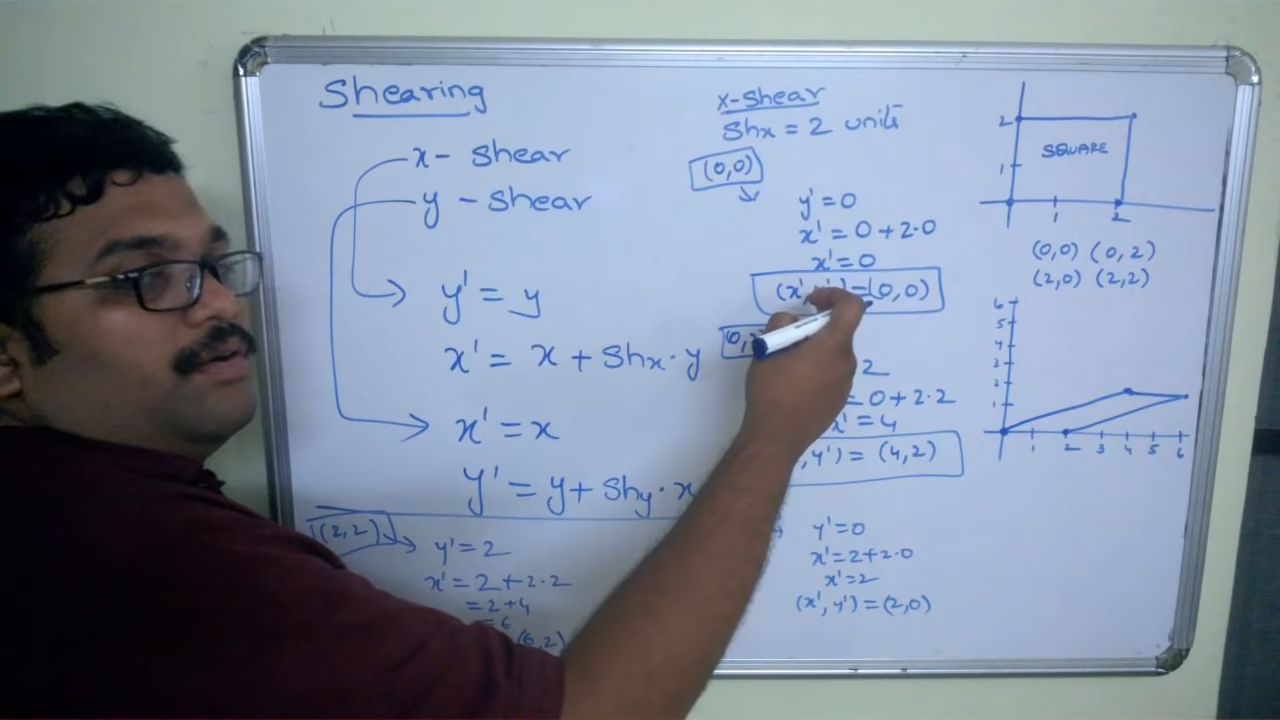 Shearing
x - shear
y - shear
y' = y
x' = x + Shx · y
x' = x
y' = y + Shy · x
(2,2)
y' = 2
x' = 2 + 2·2
= 2 + 4
= 6
(6,2)
x-shear
Shx = 2 units
(0,0)
y' = 0
x' = 0 + 2·0
x' = 0
(x', y') = (0,0)
(0,
2
= 0 + 2·2
x' = 4
, y') = (4,2)
y' = 0
x' = 2 + 2·0
x' = 2
(x', y') = (2,0)
2
1
SQUARE
1 2
(0,0) (0,2)
(2,0) (2,2)
6
5
4
3
2
1
1 2 3 4 5 6